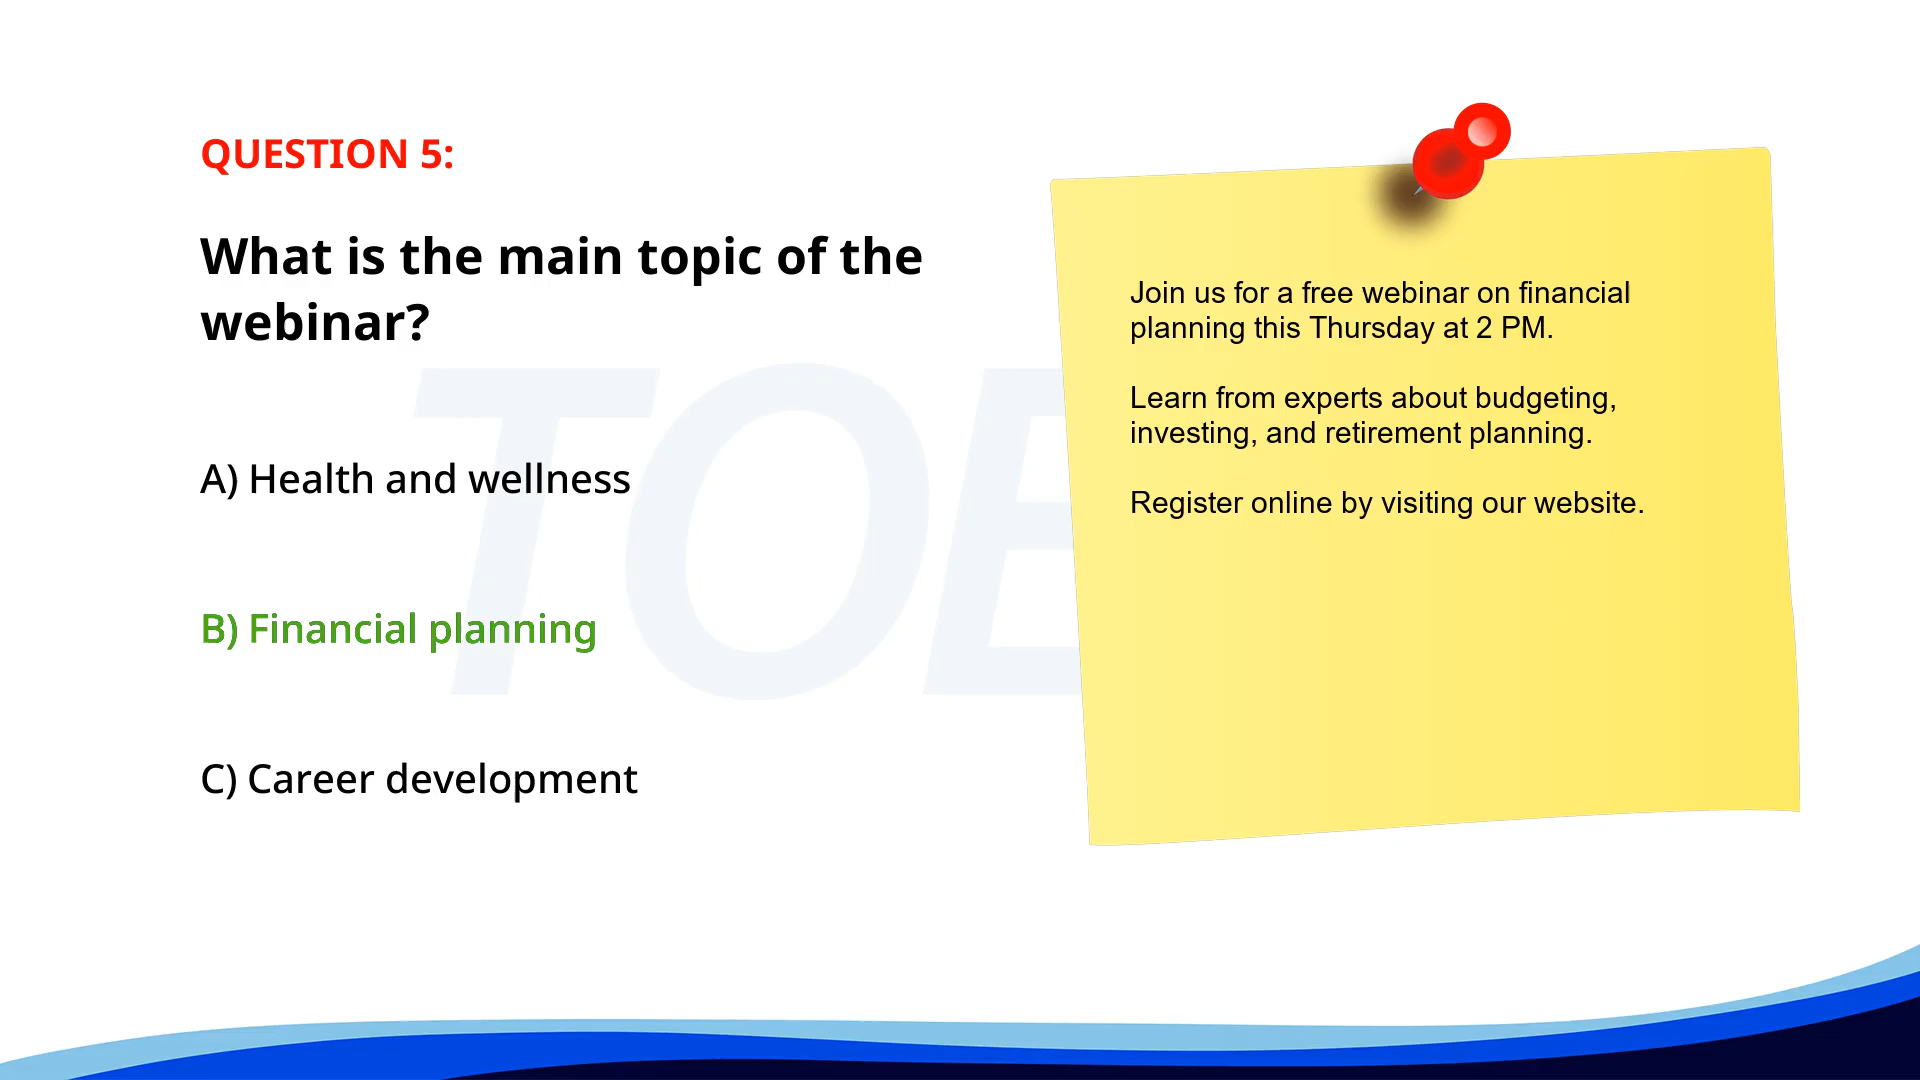 QUESTION 5:
What is the main topic of the
webinar?
A) Health and wellness
B) Financial planning
C) Career development
Join us for a free webinar on financial
planning this Thursday at 2 PM.
Learn from experts about budgeting,
investing, and retirement planning.
Register online by visiting our website.